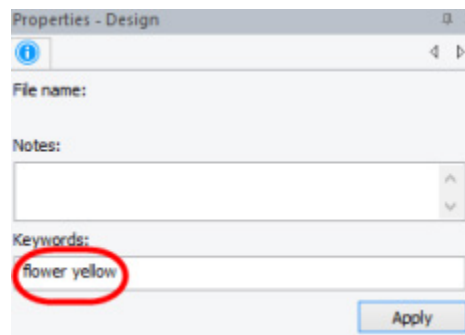 Properties - Design
File name:
Notes:
Keywords:
flower yellow
Apply